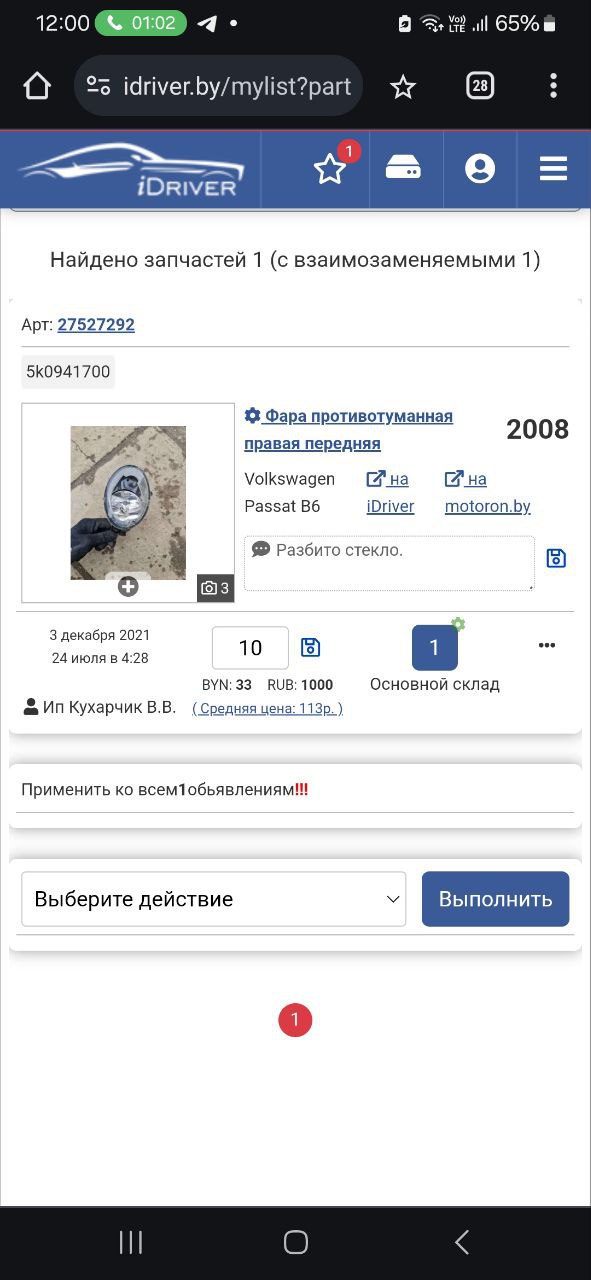 12:00 01:02 Vo)) LTE 65%
idriver.by/mylist?part 28
iDRIVER 1
Найдено запчастей 1 (с взаимозаменяемыми 1)
Арт: 27527292
5k0941700
Фара противотуманная
правая передняя
2008
Volkswagen
Passat B6
на
iDriver
на
motoron.by
Разбито стекло.
3
3 декабря 2021
24 июля в 4:28
10
1
BYN: 33 RUB: 1000
Основной склад
Ип Кухарчик В.В.
( Средняя цена: 113р. )
Применить ко всем1обьявлениям!!!
Выберите действие
Выполнить
1